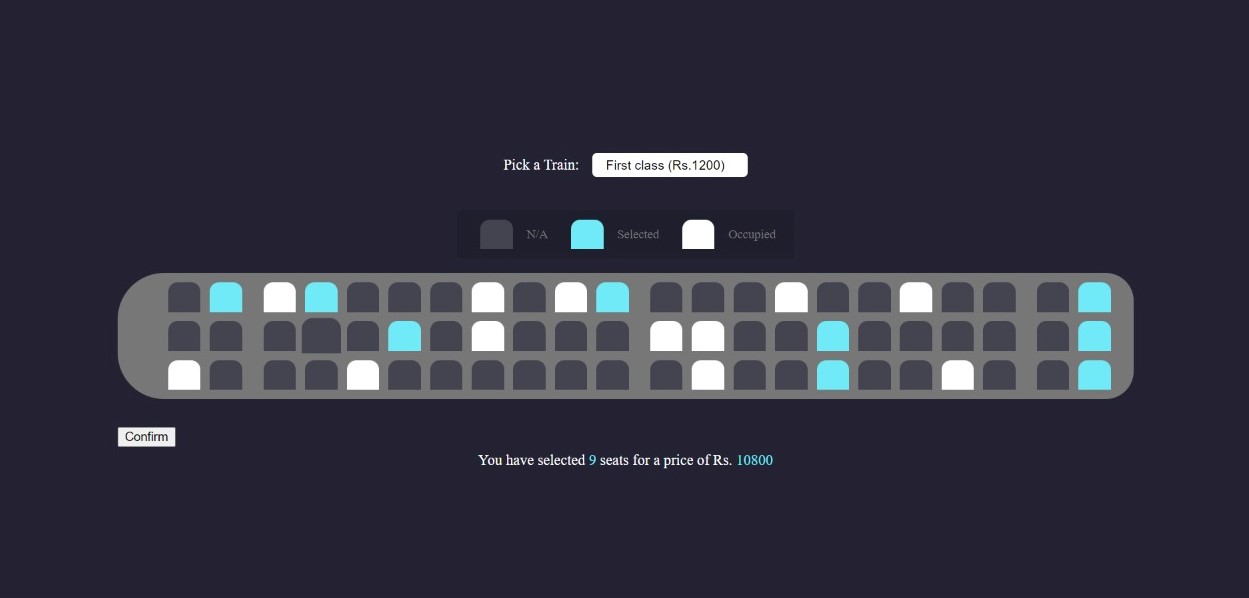 Pick a Train: First class (Rs.1200)
N/A Selected Occupied
Confirm
You have selected 9 seats for a price of Rs. 10800